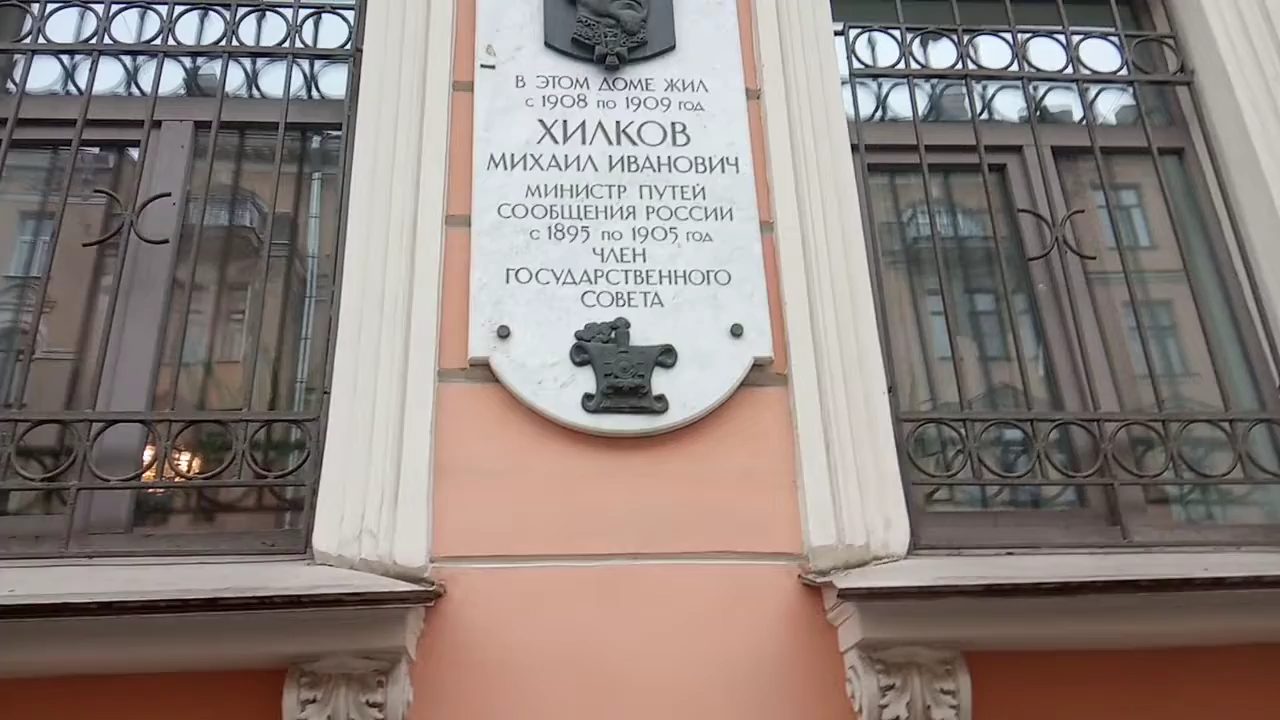 В ЭТОМ ДОМЕ ЖИЛ
С 1908 ПО 1909 ГОД
ХИЛКОВ
МИХАИЛ ИВАНОВИЧ
МИНИСТР ПУТЕЙ
СООБЩЕНИЯ РОССИИ
С 1895 ПО 1905 ГОД
ЧЛЕН
ГОСУДАРСТВЕННОГО
СОВЕТА